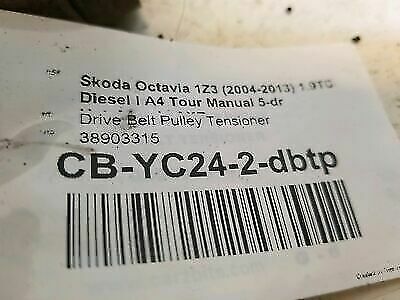 Skoda Octavia 1Z3 (2004-2013) 1.9TD
Diesel I A4 Tour Manual 5-dr
Drive Belt Pulley Tensioner
38903315
CB-YC24-2-dbtp